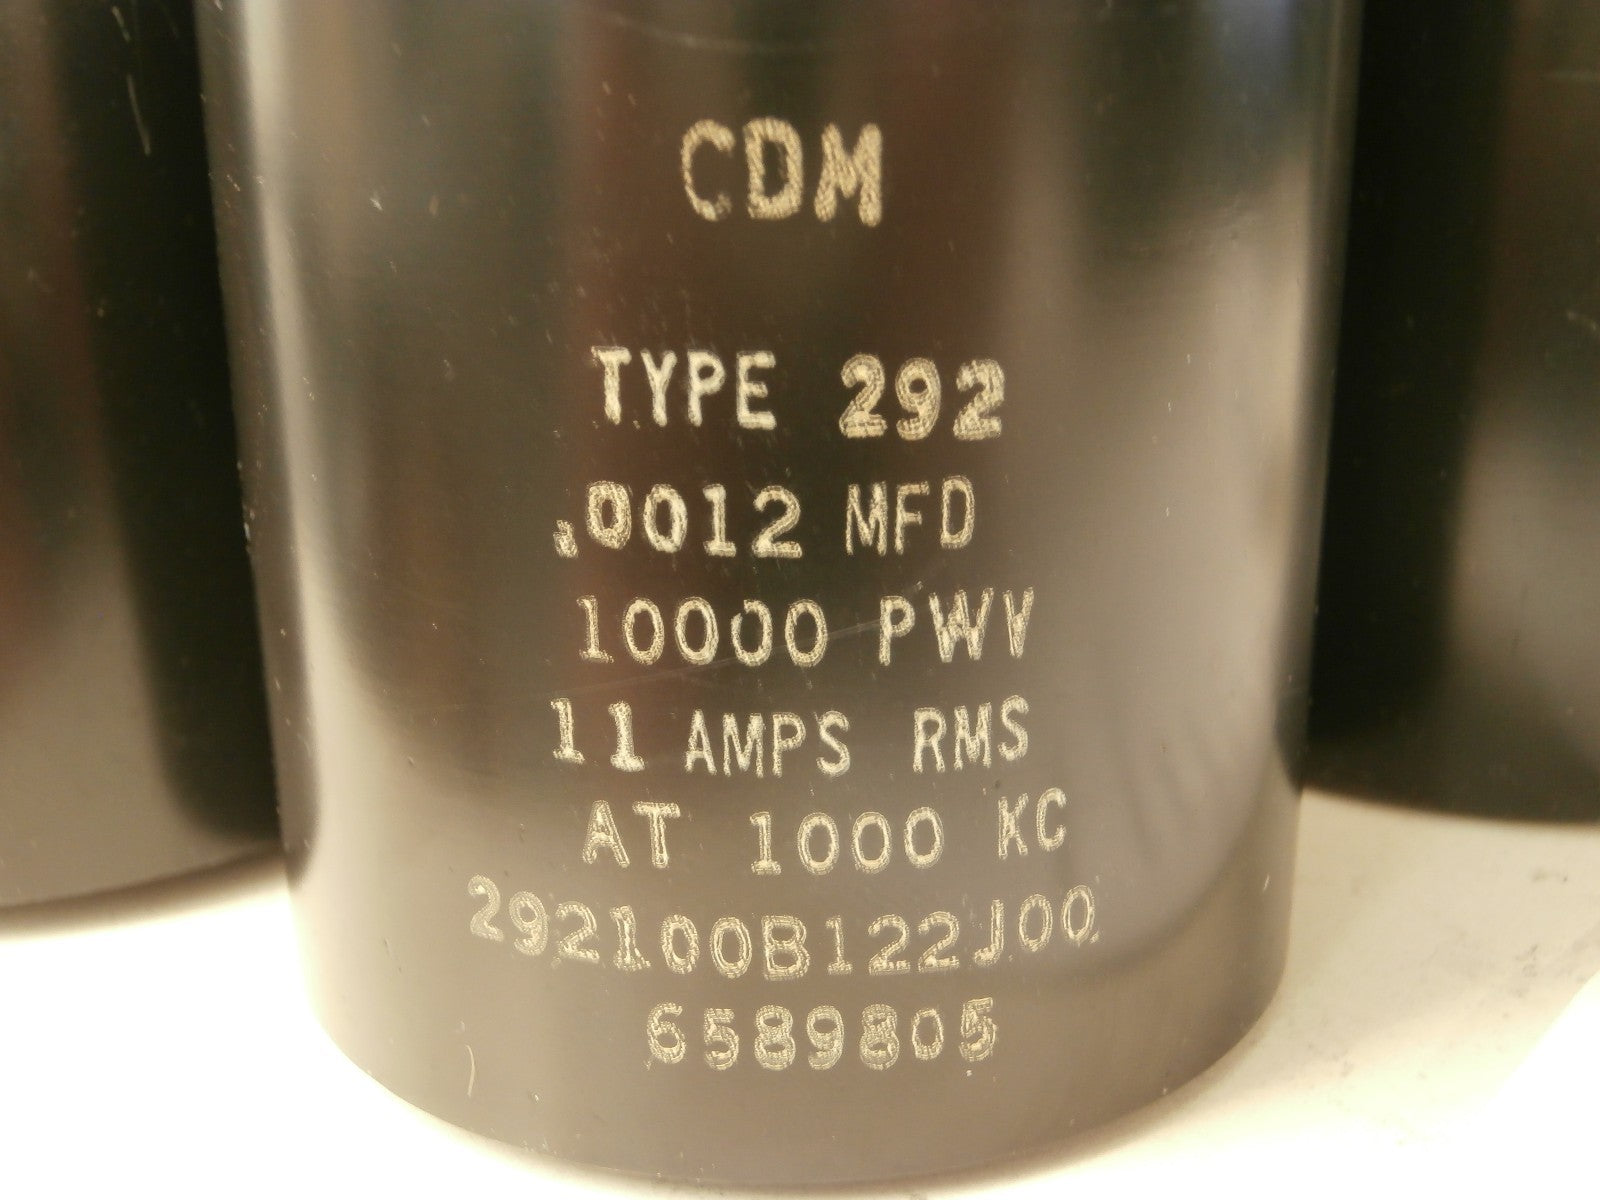 CDM
TYPE 292
.0012 MFD
10000 PWV
11 AMPS RMS
AT 1000 KC
292100B122J00
6589805